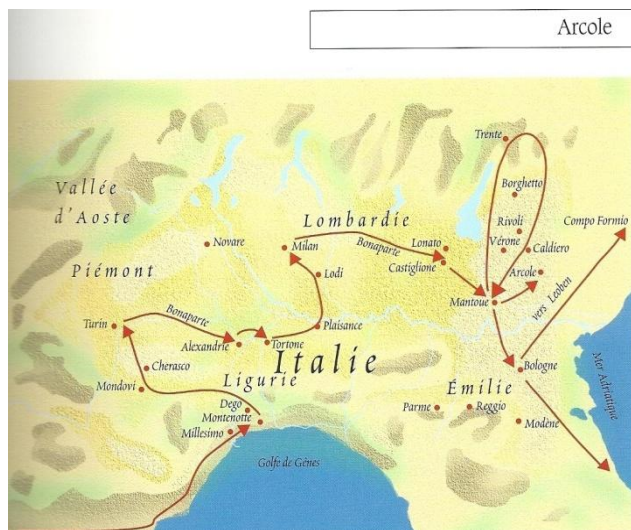 Arcole
Trente
Vallée
d'Aoste
Borghetto
Lombardie
Rivoli
Compo Formio
Novare
Milan
Bonaparte
Lonato
Vérone
Caldiero
Piémont
Castiglione
Arcole
Lodi
Mantoue
vers Leoben
Bonaparte
Turin
Plaisance
Alexandrie
Tortone
Italie
Cherasco
Bologne
Mer Adriatique
Mondovi
Ligurie
Émilie
Dego
Parme
Reggio
Montenotte
Modène
Millesimo
Golfe de Gênes